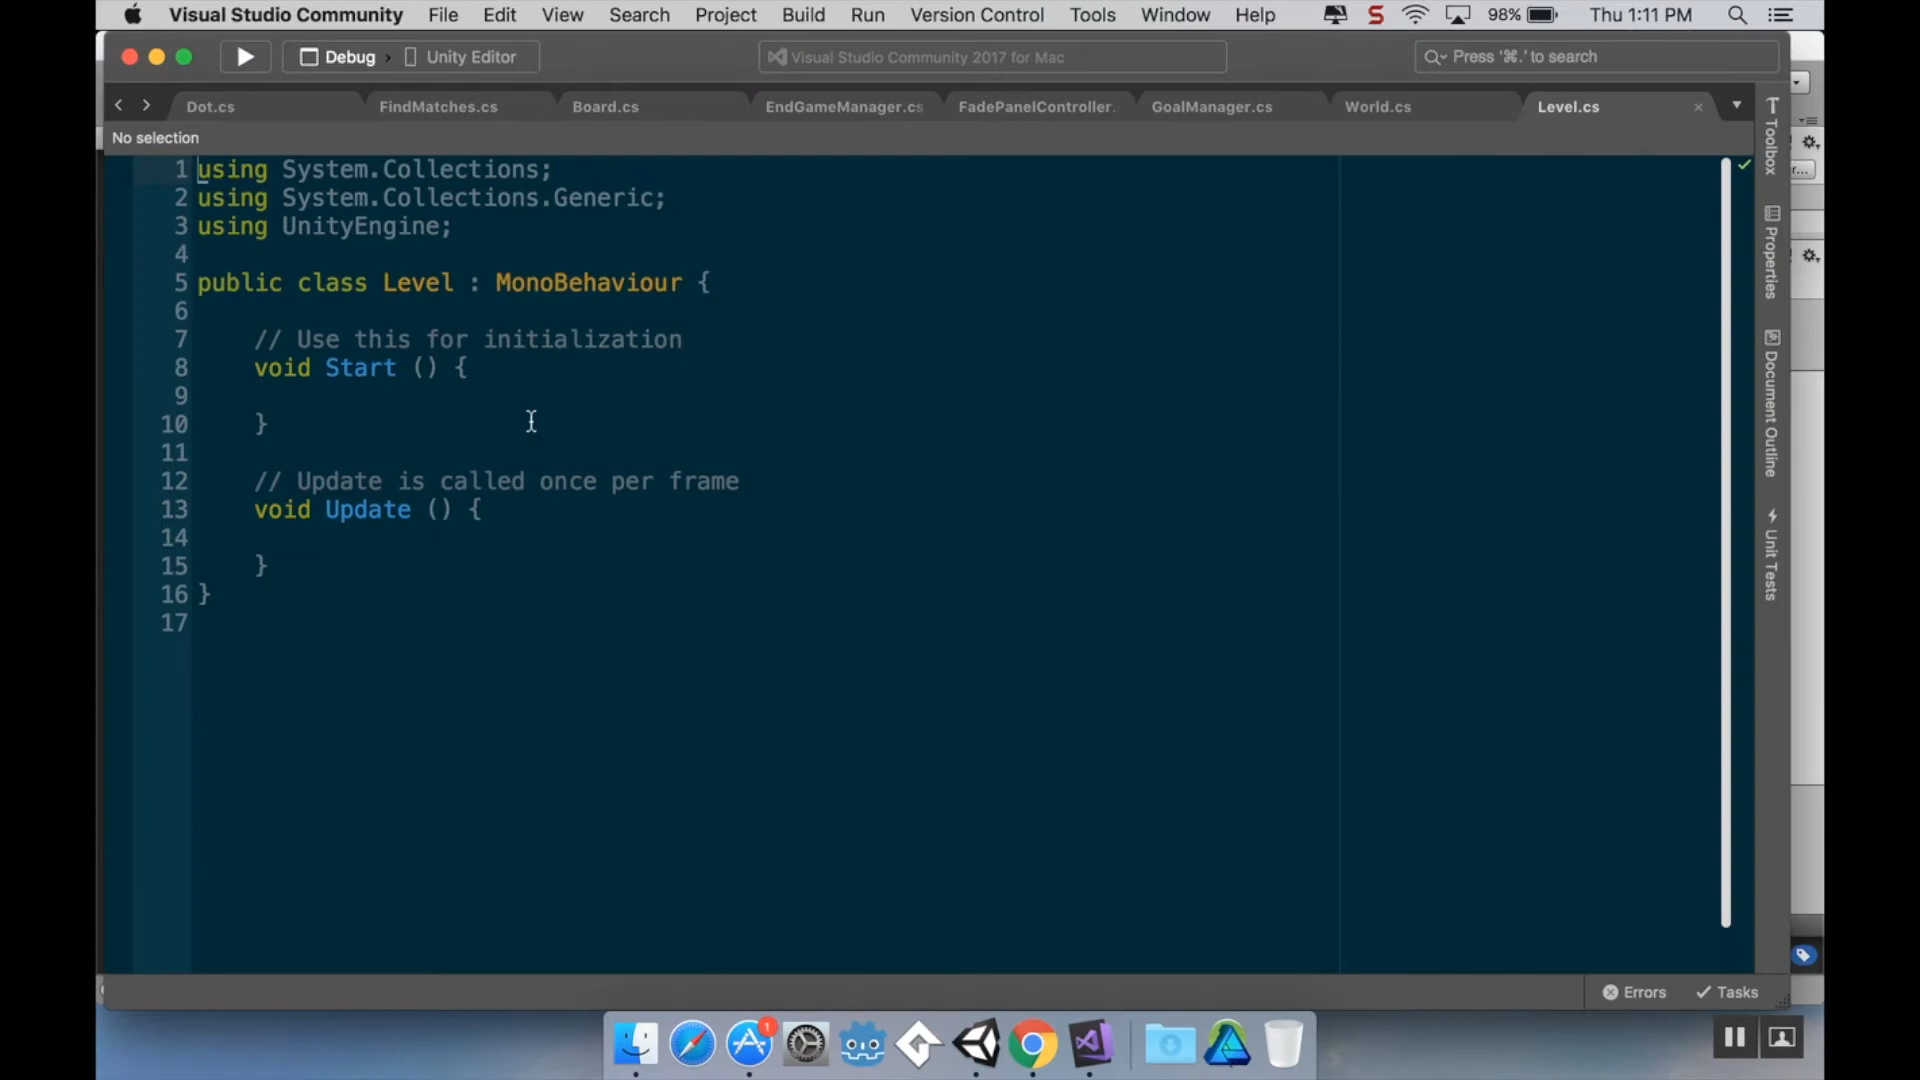 Visual Studio Community File Edit View Search Project Build Run Version Control Tools Window Help S 98% Thu 1:11 PM
Debug Unity Editor Visual Studio Community 2017 for Mac Press '⌘.' to search
Dot.cs FindMatches.cs Board.cs EndGameManager.cs FadePanelController. GoalManager.cs World.cs Level.cs
No selection
1 using System.Collections;
2 using System.Collections.Generic;
3 using UnityEngine;
4
5 public class Level : MonoBehaviour {
6
7 // Use this for initialization
8 void Start () {
9
10 }
11
12 // Update is called once per frame
13 void Update () {
14
15 }
16 }
17
Toolbox
Properties
Document Outline
Unit Tests
r...
Errors Tasks
1